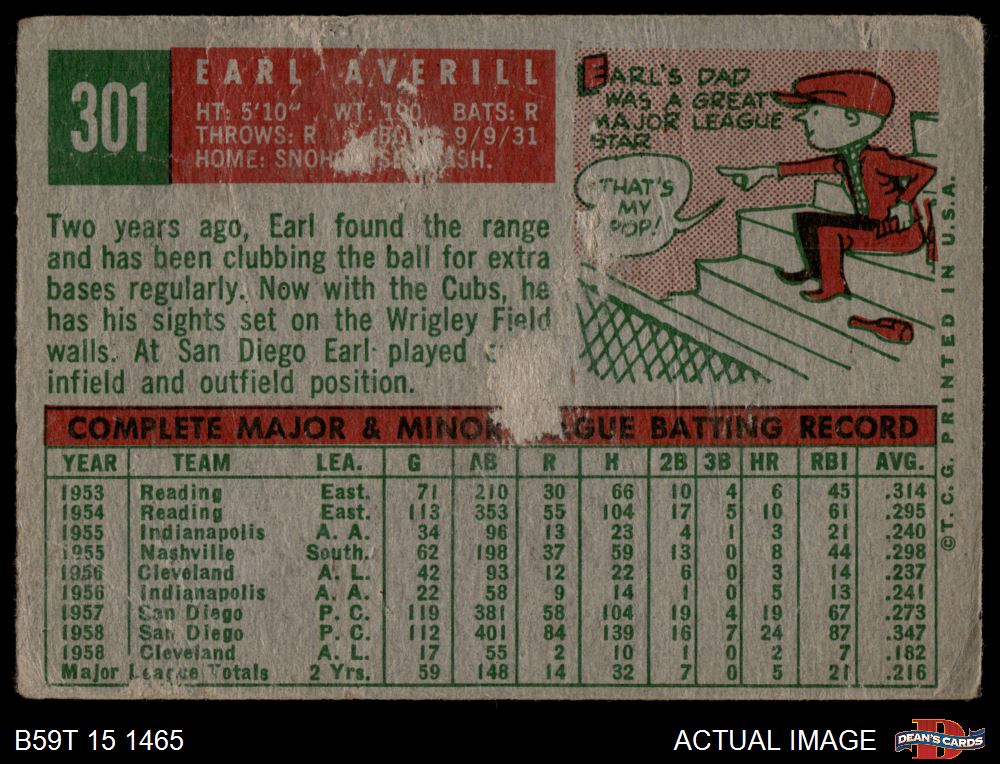 301
EARL AVERILL
HT: 5'10" WT: 190 BATS: R
THROWS: R 9/9/31
HOME:
Two years ago, Earl found the range
and has been clubbing the ball for extra
bases regularly. Now with the Cubs, he
has his sights set on the Wrigley Field
walls. At San Diego Earl played
infield and outfield position.
EARL'S DAD
WAS A GREAT
MAJOR LEAGUE
STAR
THAT'S
MY
POP!
COMPLETE MAJOR & MINOR LEAGUE BATTING RECORD
YEAR TEAM LEA. G AB R H 2B 3B HR RBI AVG.
1953 Reading East. 71 210 30 66 10 4 6 45 .314
1954 Reading East. 113 353 55 104 17 5 10 61 .295
1955 Indianapolis A. A. 34 96 13 23 4 1 3 21 .240
1955 Nashville South. 62 198 37 59 13 0 8 44 .298
1956 Cleveland A. L. 42 93 12 22 6 0 3 14 .237
1956 Indianapolis A. A. 22 58 9 14 1 0 5 13 .241
1957 San Diego P. C. 119 381 58 104 19 4 19 67 .273
1958 San Diego P. C. 112 401 84 139 16 7 24 87 .347
1958 Cleveland A. L. 17 55 2 10 1 0 2 7 .182
Major League Totals 2 Yrs. 59 148 14 32 7 0 5 21 .216
©T. C. G. PRINTED IN U.S.A.
B59T 15 1465
ACTUAL IMAGE
DEAN'S CARDS